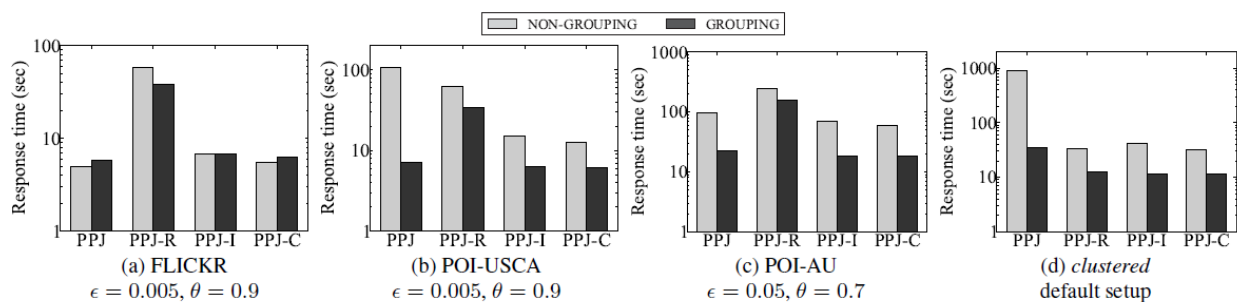 NON-GROUPING GROUPING
Response time (sec)
100
10
1
PPJ PPJ-R PPJ-I PPJ-C
(a) FLICKR
ϵ = 0.005, θ = 0.9
Response time (sec)
100
10
1
PPJ PPJ-R PPJ-I PPJ-C
(b) POI-USCA
ϵ = 0.005, θ = 0.9
Response time (sec)
1000
100
10
1
PPJ PPJ-R PPJ-I PPJ-C
(c) POI-AU
ϵ = 0.05, θ = 0.7
Response time (sec)
1000
100
10
1
PPJ PPJ-R PPJ-I PPJ-C
(d) clustered
default setup